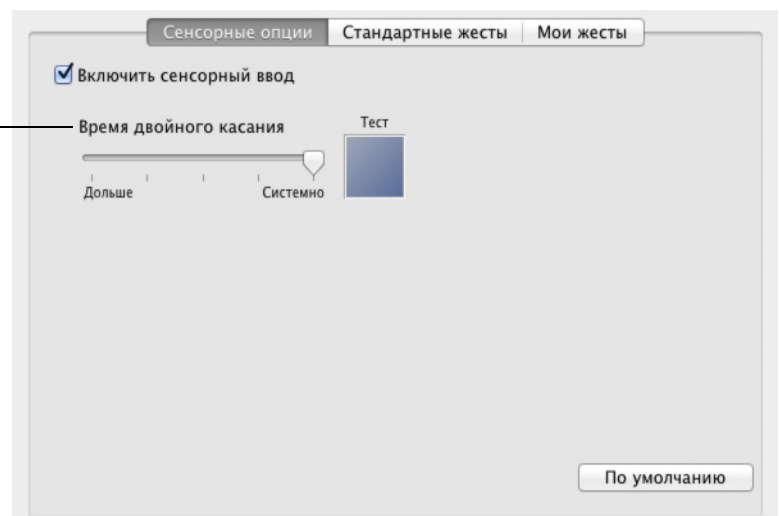 Сенсорные опции Стандартные жесты Мои жесты
Включить сенсорный ввод
Время двойного касания Тест
Дольше Системно
По умолчанию